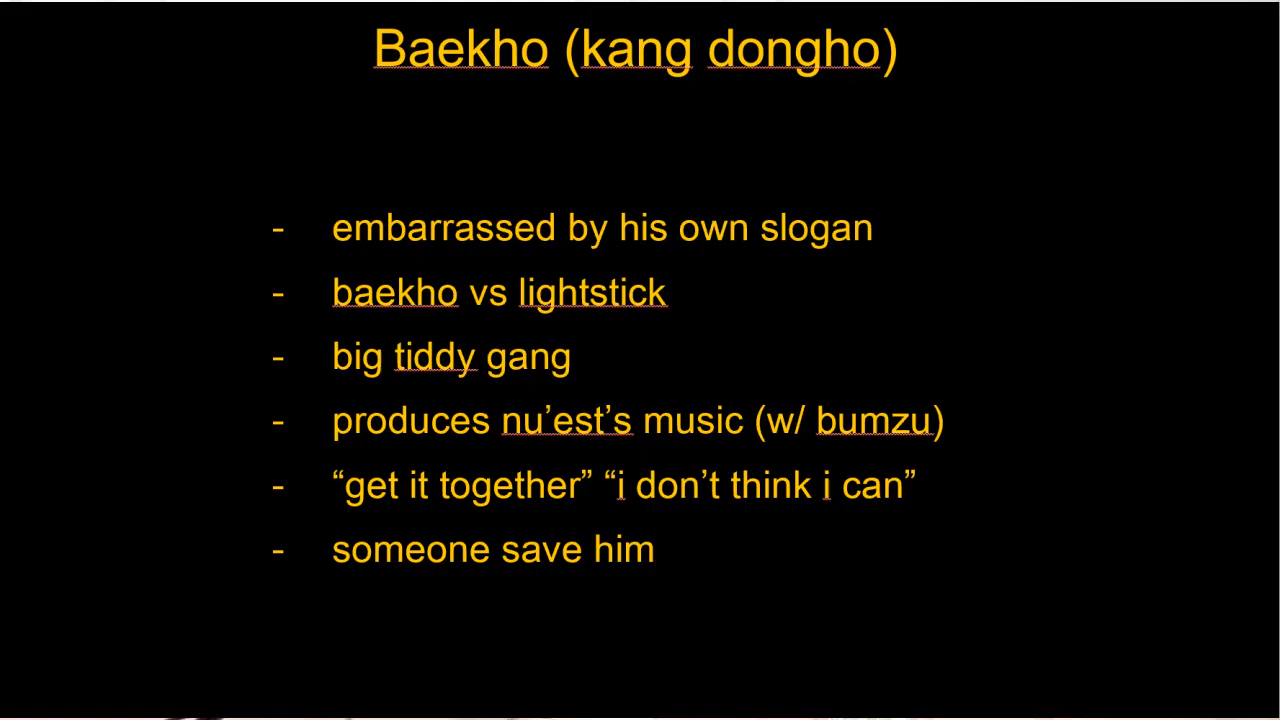 Baekho (kang dongho)
- embarrassed by his own slogan
- baekho vs lightstick
- big tiddy gang
- produces nu’est’s music (w/ bumzu)
- “get it together” “i don’t think i can”
- someone save him